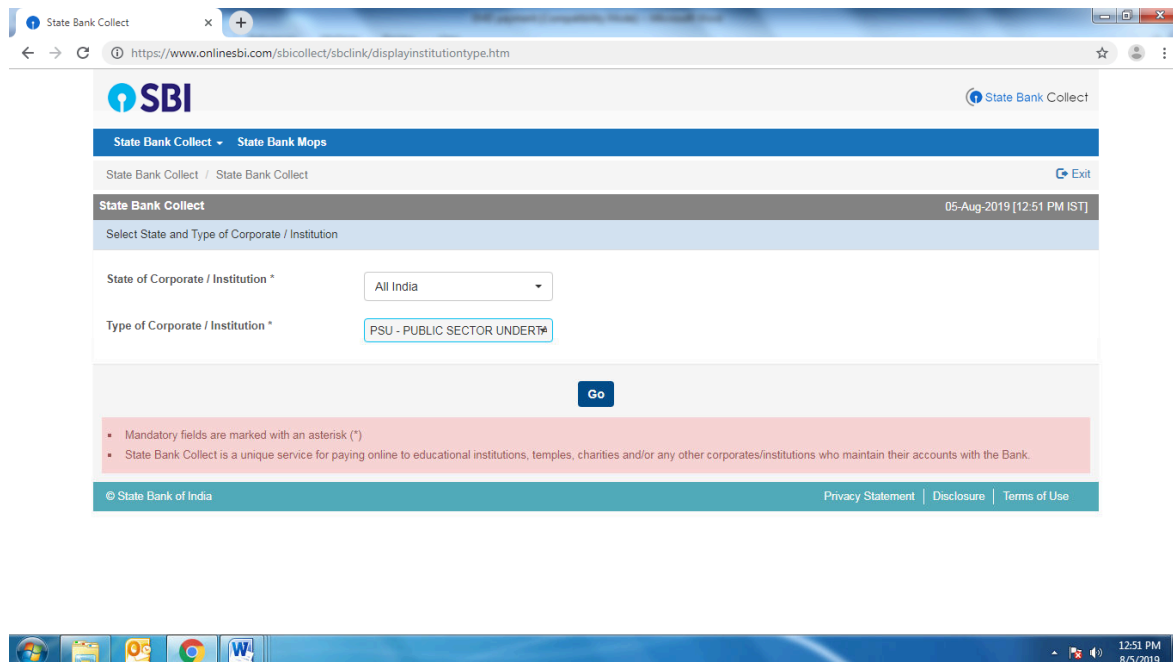 State Bank Collect
https://www.onlinesbi.com/sbicollect/sbclink/displayinstitutiontype.htm
SBI
State Bank Collect
State Bank Collect State Bank Mops
State Bank Collect / State Bank Collect
Exit
State Bank Collect
05-Aug-2019 [12:51 PM IST]
Select State and Type of Corporate / Institution
State of Corporate / Institution *
All India
Type of Corporate / Institution *
PSU - PUBLIC SECTOR UNDERTA
Go
Mandatory fields are marked with an asterisk (*)
State Bank Collect is a unique service for paying online to educational institutions, temples, charities and/or any other corporates/institutions who maintain their accounts with the Bank.
© State Bank of India
Privacy Statement | Disclosure | Terms of Use
12:51 PM
8/5/2019